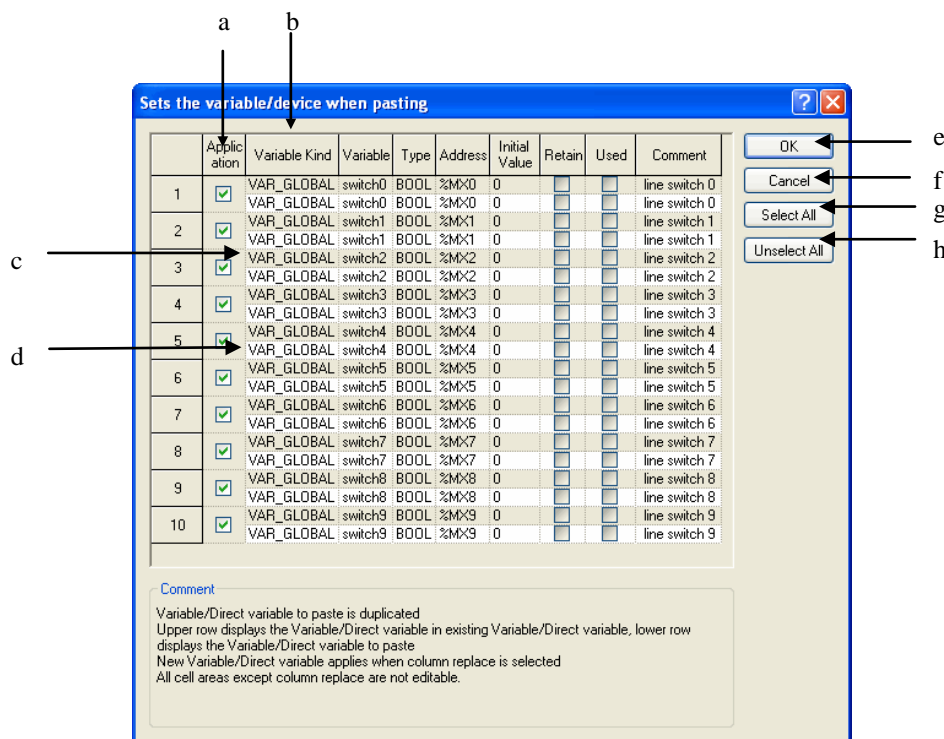 a b
Sets the variable/device when pasting
Applic ation Variable Kind Variable Type Address Initial Value Retain Used Comment
1 VAR_GLOBAL switch0 BOOL %MX0 0 line switch 0
VAR_GLOBAL switch0 BOOL %MX0 0 line switch 0
2 VAR_GLOBAL switch1 BOOL %MX1 0 line switch 1
VAR_GLOBAL switch1 BOOL %MX1 0 line switch 1
3 VAR_GLOBAL switch2 BOOL %MX2 0 line switch 2
VAR_GLOBAL switch2 BOOL %MX2 0 line switch 2
4 VAR_GLOBAL switch3 BOOL %MX3 0 line switch 3
VAR_GLOBAL switch3 BOOL %MX3 0 line switch 3
5 VAR_GLOBAL switch4 BOOL %MX4 0 line switch 4
VAR_GLOBAL switch4 BOOL %MX4 0 line switch 4
6 VAR_GLOBAL switch5 BOOL %MX5 0 line switch 5
VAR_GLOBAL switch5 BOOL %MX5 0 line switch 5
7 VAR_GLOBAL switch6 BOOL %MX6 0 line switch 6
VAR_GLOBAL switch6 BOOL %MX6 0 line switch 6
8 VAR_GLOBAL switch7 BOOL %MX7 0 line switch 7
VAR_GLOBAL switch7 BOOL %MX7 0 line switch 7
9 VAR_GLOBAL switch8 BOOL %MX8 0 line switch 8
VAR_GLOBAL switch8 BOOL %MX8 0 line switch 8
10 VAR_GLOBAL switch9 BOOL %MX9 0 line switch 9
VAR_GLOBAL switch9 BOOL %MX9 0 line switch 9
OK e
Cancel f
Select All g
Unselect All h
c
d
Comment
Variable/Direct variable to paste is duplicated
Upper row displays the Variable/Direct variable in existing Variable/Direct variable, lower row
displays the Variable/Direct variable to paste
New Variable/Direct variable applies when column replace is selected
All cell areas except column replace are not editable.